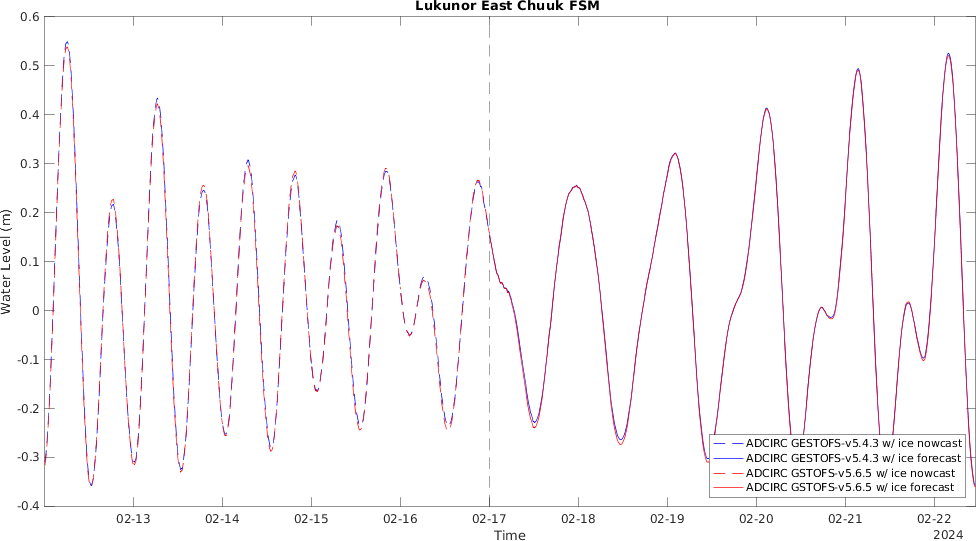 Lukunor East Chuuk FSM
0.6
0.5
0.4
0.3
0.2
0.1
0
-0.1
-0.2
-0.3
-0.4
Water Level (m)
ADCIRC GESTOFS-v5.4.3 w/ ice nowcast
ADCIRC GESTOFS-v5.4.3 w/ ice forecast
ADCIRC GSTOFS-v5.6.5 w/ ice nowcast
ADCIRC GSTOFS-v5.6.5 w/ ice forecast
02-13 02-14 02-15 02-16 02-17 02-18 02-19 02-20 02-21 02-22
Time 2024